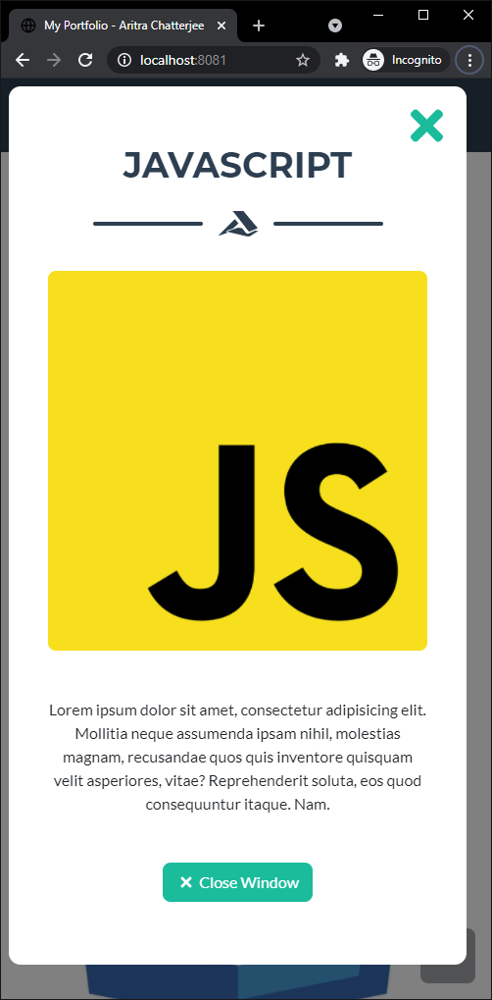 My Portfolio - Aritra Chatterjee
localhost:8081
Incognito
JAVASCRIPT
JS
Lorem ipsum dolor sit amet, consectetur adipisicing elit.
Mollitia neque assumenda ipsam nihil, molestias
magnam, recusandae quos quis inventore quisquam
velit asperiores, vitae? Reprehenderit soluta, eos quod
consequuntur itaque. Nam.
Close Window